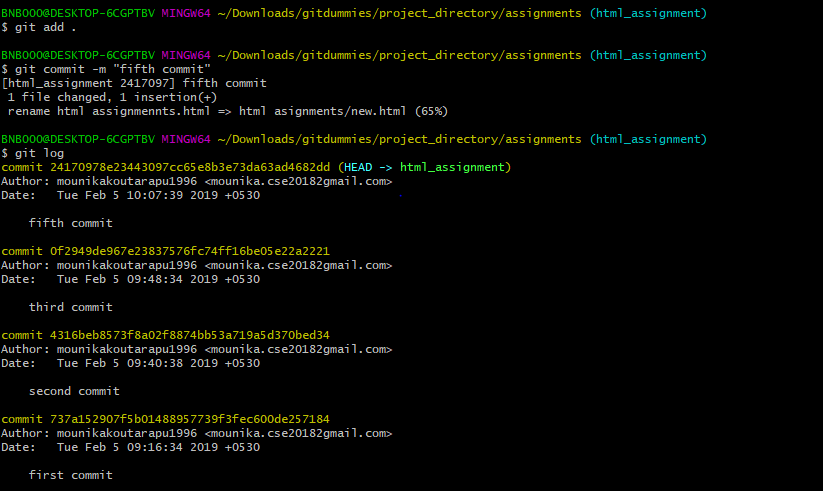 BNBOOO@DESKTOP-6CGPTBV MINGW64 ~/Downloads/gitdummies/project_directory/assignments (html_assignment)
$ git add .
BNBOOO@DESKTOP-6CGPTBV MINGW64 ~/Downloads/gitdummies/project_directory/assignments (html_assignment)
$ git commit -m "fifth commit"
[html_assignment 2417097] fifth commit
1 file changed, 1 insertion(+)
rename html assignmennts.html => html asignments/new.html (65%)
BNBOOO@DESKTOP-6CGPTBV MINGW64 ~/Downloads/gitdummies/project_directory/assignments (html_assignment)
$ git log
commit 24170978e23443097cc65e8b3e73da63ad4682dd (HEAD -> html_assignment)
Author: mounikakoutarapu1996 <mounika.cse20182gmail.com>
Date:   Tue Feb 5 10:07:39 2019 +0530
fifth commit
commit 0f2949de967e23837576fc74ff16be05e22a2221
Author: mounikakoutarapu1996 <mounika.cse20182gmail.com>
Date:   Tue Feb 5 09:48:34 2019 +0530
third commit
commit 4316beb8573f8a02f8874bb53a719a5d370bed34
Author: mounikakoutarapu1996 <mounika.cse20182gmail.com>
Date:   Tue Feb 5 09:40:38 2019 +0530
second commit
commit 737a152907f5b01488957739f3fec600de257184
Author: mounikakoutarapu1996 <mounika.cse20182gmail.com>
Date:   Tue Feb 5 09:16:34 2019 +0530
first commit